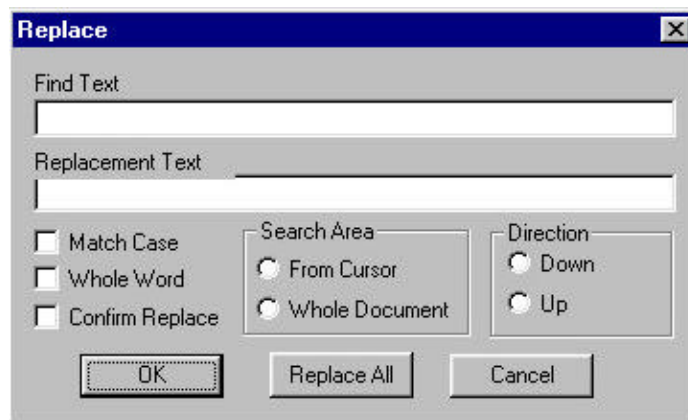 Replace
Find Text
Replacement Text
Match Case
Whole Word
Confirm Replace
Search Area
From Cursor
Whole Document
Direction
Down
Up
OK
Replace All
Cancel